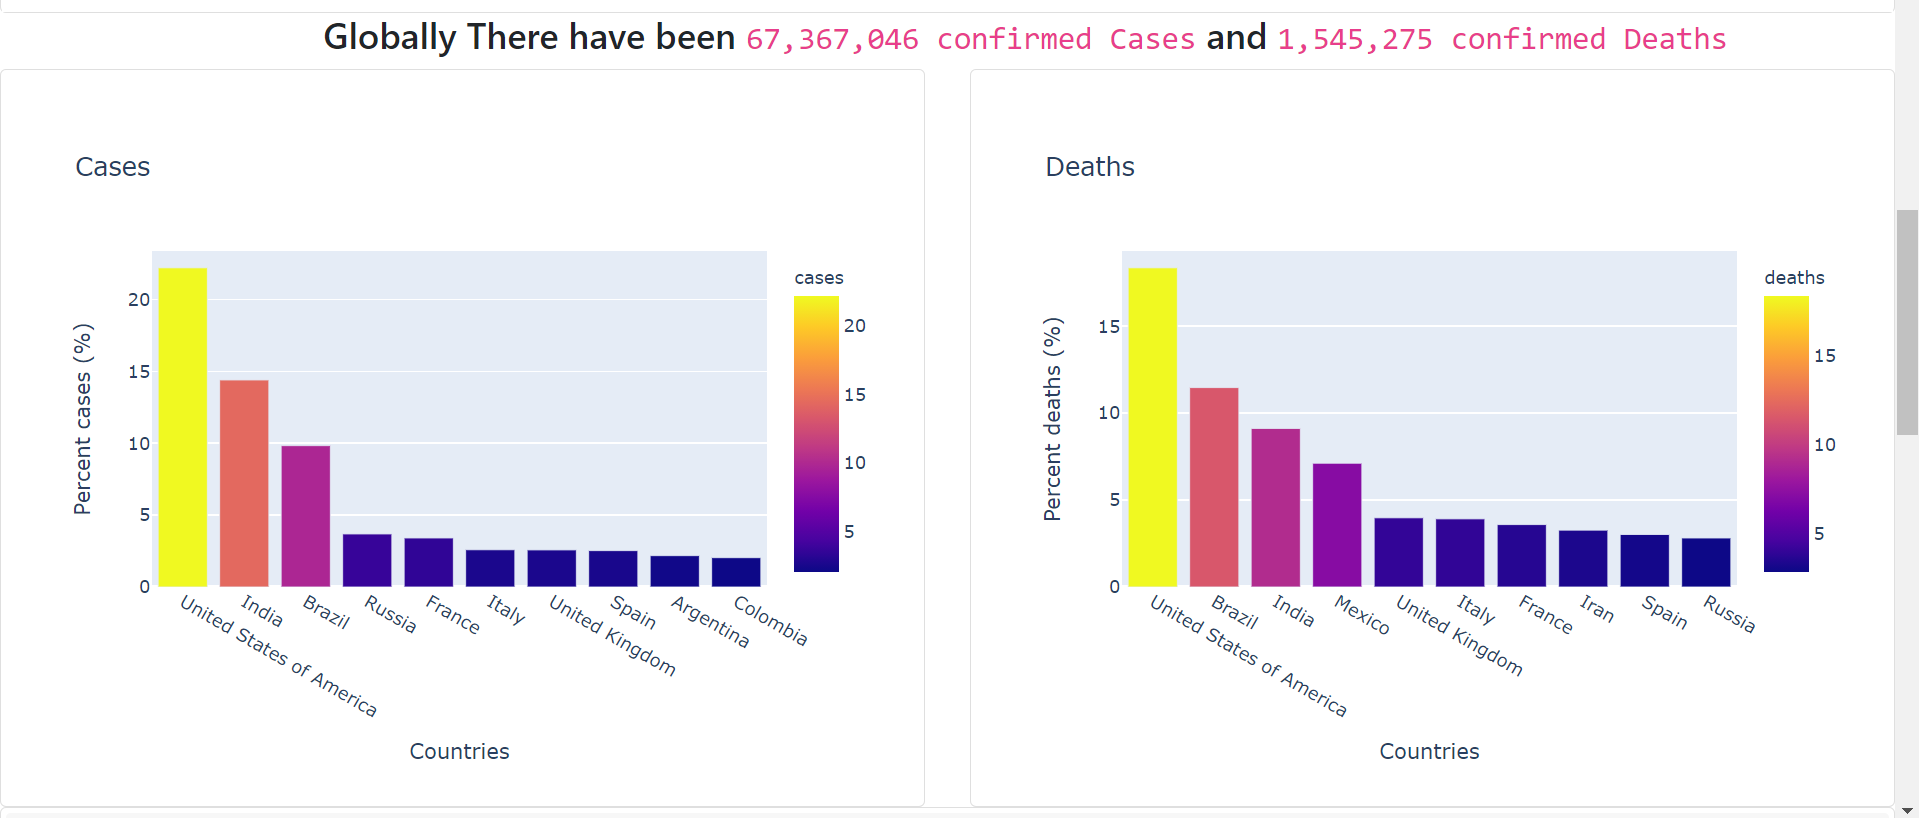 Globally There have been 67,367,046 confirmed Cases and 1,545,275 confirmed Deaths
Cases
Percent cases (%)
20
15
10
5
0
United States of America
India
Brazil
Russia
France
Italy
United Kingdom
Spain
Argentina
Colombia
Countries
cases
20
15
10
5
Deaths
Percent deaths (%)
15
10
5
0
United States of America
Brazil
India
Mexico
United Kingdom
Italy
France
Iran
Spain
Russia
Countries
deaths
15
10
5